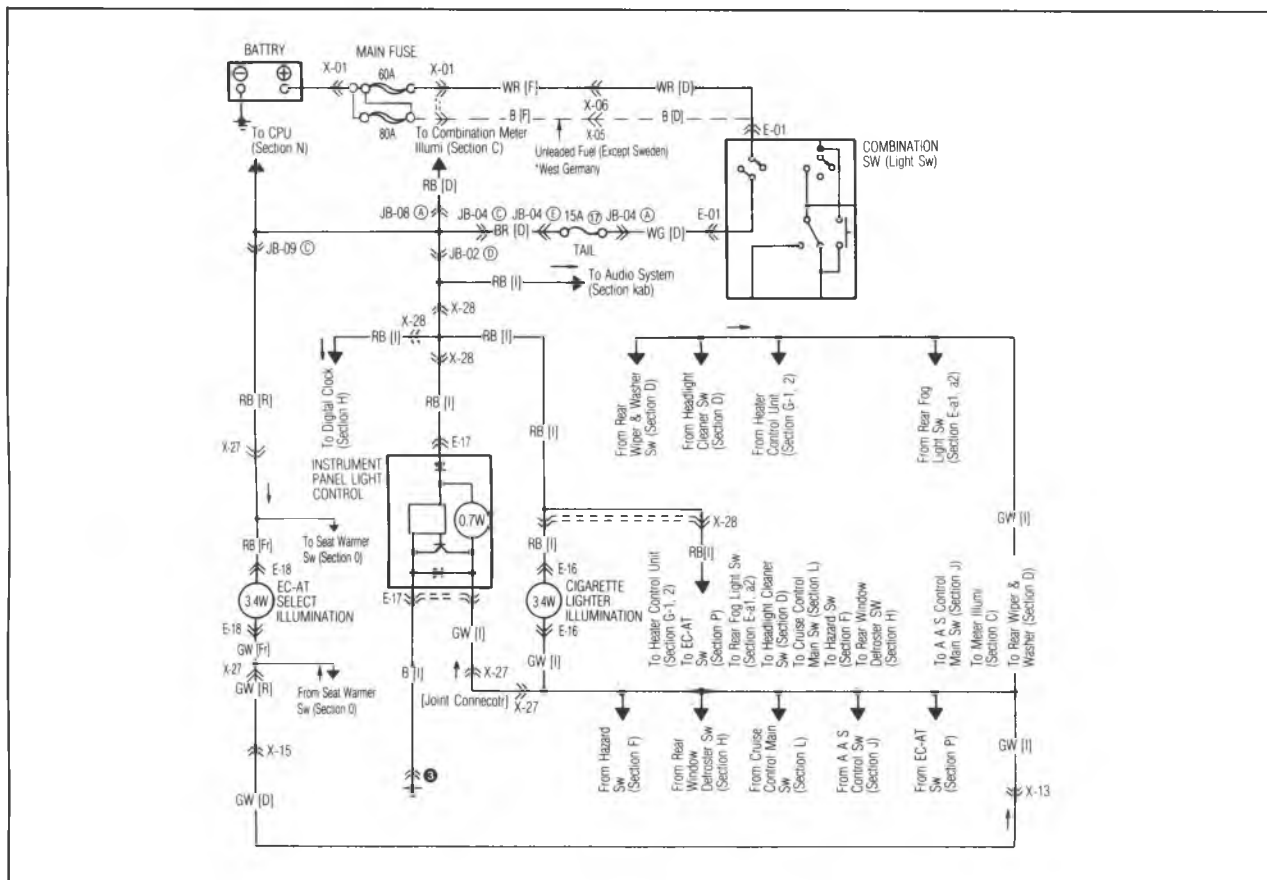 BATTRY
MAIN FUSE
X-01
60A
X-01
WR [F]
WR [D]
X-06
80A
B [F]
X-05
B [D]
E-01
To CPU
(Section N)
To Combination Meter
Illumi (Section C)
Unleaded Fuel (Except Sweden)
*West Germany
COMBINATION
SW (Light Sw)
RB [D]
JB-08 Ⓐ
JB-04 Ⓒ
JB-04 Ⓔ
15A ⑰
JB-04 Ⓐ
E-01
BR [D]
WG [D]
TAIL
JB-09 Ⓒ
JB-02 Ⓓ
RB [I]
To Audio System
(Section kab)
X-28
X-28
RB [I]
RB [I]
X-28
To Digital Clock
(Section H)
From Rear
Wiper & Washer
Sw (Section D)
From Headlight
Cleaner Sw
(Section D)
From Heater
Control Unit
(Section G-1, 2)
From Rear Fog
Light Sw
(Section E-a1, a2)
RB [R]
RB [I]
RB [I]
X-27
E-17
INSTRUMENT
PANEL LIGHT
CONTROL
0.7W
To Seat Warmer
Sw (Section 0)
X-28
GW [I]
RB [Fr]
RB [I]
RB[I]
E-18
E-16
3.4W
EC-AT
SELECT
ILLUMINATION
3.4W
CIGARETTE
LIGHTER
ILLUMINATION
E-17
E-18
E-16
GW [Fr]
GW [I]
GW [I]
To Heater Control Unit
(Section G-1, 2)
To EC-AT
Sw
(Section P)
To Rear Fog Light Sw
(Section E-a1, a2)
To Headlight Cleaner
Sw (Section D)
To Cruise Control
Main Sw (Section L)
To Hazard Sw
(Section F)
To Rear Window
Defroster SW
(Section H)
To A A S Control
Main Sw (Section J)
To Meter Illumi
(Section C)
To Rear Wiper &
Washer (Section D)
X-27
GW [R]
From Seat Warmer
Sw (Section 0)
B [I]
X-27
[Joint Connecotr]
X-27
X-15
GW [D]
❸
From Hazard
Sw
(Section F)
From Rear
Window
Defroster Sw
(Section H)
From Cruise
Control Main
Sw
(Section L)
From A A S
Control Sw
(Section J)
From EC-AT
Sw
(Section P)
GW [I]
X-13